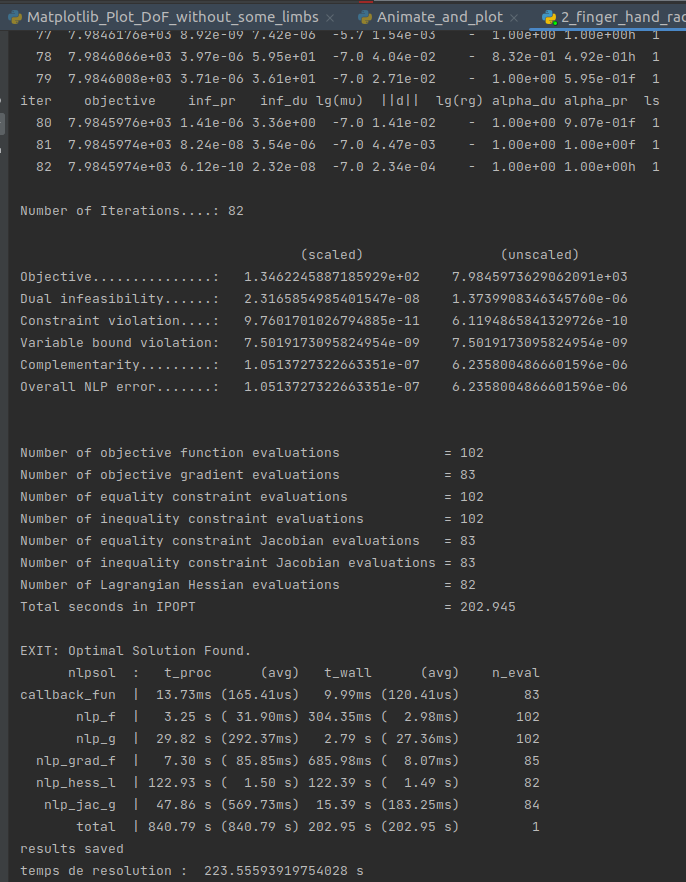 Matplotlib_Plot_DoF_without_some_limbs × Animate_and_plot × 2_finger_hand_rac
77 7.9846176e+03 8.92e-09 7.42e-06 -5.7 1.54e-03 - 1.00e+00 1.00e+00h 1
78 7.9846066e+03 3.97e-06 5.95e+01 -7.0 4.04e-02 - 8.32e-01 4.92e-01h 1
79 7.9846008e+03 3.71e-06 3.61e+01 -7.0 2.71e-02 - 1.00e+00 5.95e-01f 1
iter objective inf_pr inf_du lg(mu) ||d|| lg(rg) alpha_du alpha_pr ls
80 7.9845976e+03 1.41e-06 3.36e+00 -7.0 1.41e-02 - 1.00e+00 9.07e-01f 1
81 7.9845974e+03 8.24e-08 3.54e-06 -7.0 4.47e-03 - 1.00e+00 1.00e+00f 1
82 7.9845974e+03 6.12e-10 2.32e-08 -7.0 2.34e-04 - 1.00e+00 1.00e+00h 1
Number of Iterations....: 82
(scaled) (unscaled)
Objective...............: 1.3462245887185929e+02 7.9845973629062091e+03
Dual infeasibility......: 2.3165854985401547e-08 1.3739908346345760e-06
Constraint violation....: 9.7601701026794885e-11 6.1194865841329726e-10
Variable bound violation: 7.5019173095824954e-09 7.5019173095824954e-09
Complementarity.........: 1.0513727322663351e-07 6.2358004866601596e-06
Overall NLP error.......: 1.0513727322663351e-07 6.2358004866601596e-06
Number of objective function evaluations = 102
Number of objective gradient evaluations = 83
Number of equality constraint evaluations = 102
Number of inequality constraint evaluations = 102
Number of equality constraint Jacobian evaluations = 83
Number of inequality constraint Jacobian evaluations = 83
Number of Lagrangian Hessian evaluations = 82
Total seconds in IPOPT = 202.945
EXIT: Optimal Solution Found.
nlpsol : t_proc (avg) t_wall (avg) n_eval
callback_fun | 13.73ms (165.41us) 9.99ms (120.41us) 83
nlp_f | 3.25 s ( 31.90ms) 304.35ms ( 2.98ms) 102
nlp_g | 29.82 s (292.37ms) 2.79 s ( 27.36ms) 102
nlp_grad_f | 7.30 s ( 85.85ms) 685.98ms ( 8.07ms) 85
nlp_hess_l | 122.93 s ( 1.50 s) 122.39 s ( 1.49 s) 82
nlp_jac_g | 47.86 s (569.73ms) 15.39 s (183.25ms) 84
total | 840.79 s (840.79 s) 202.95 s (202.95 s) 1
results saved
temps de resolution : 223.55593919754028 s